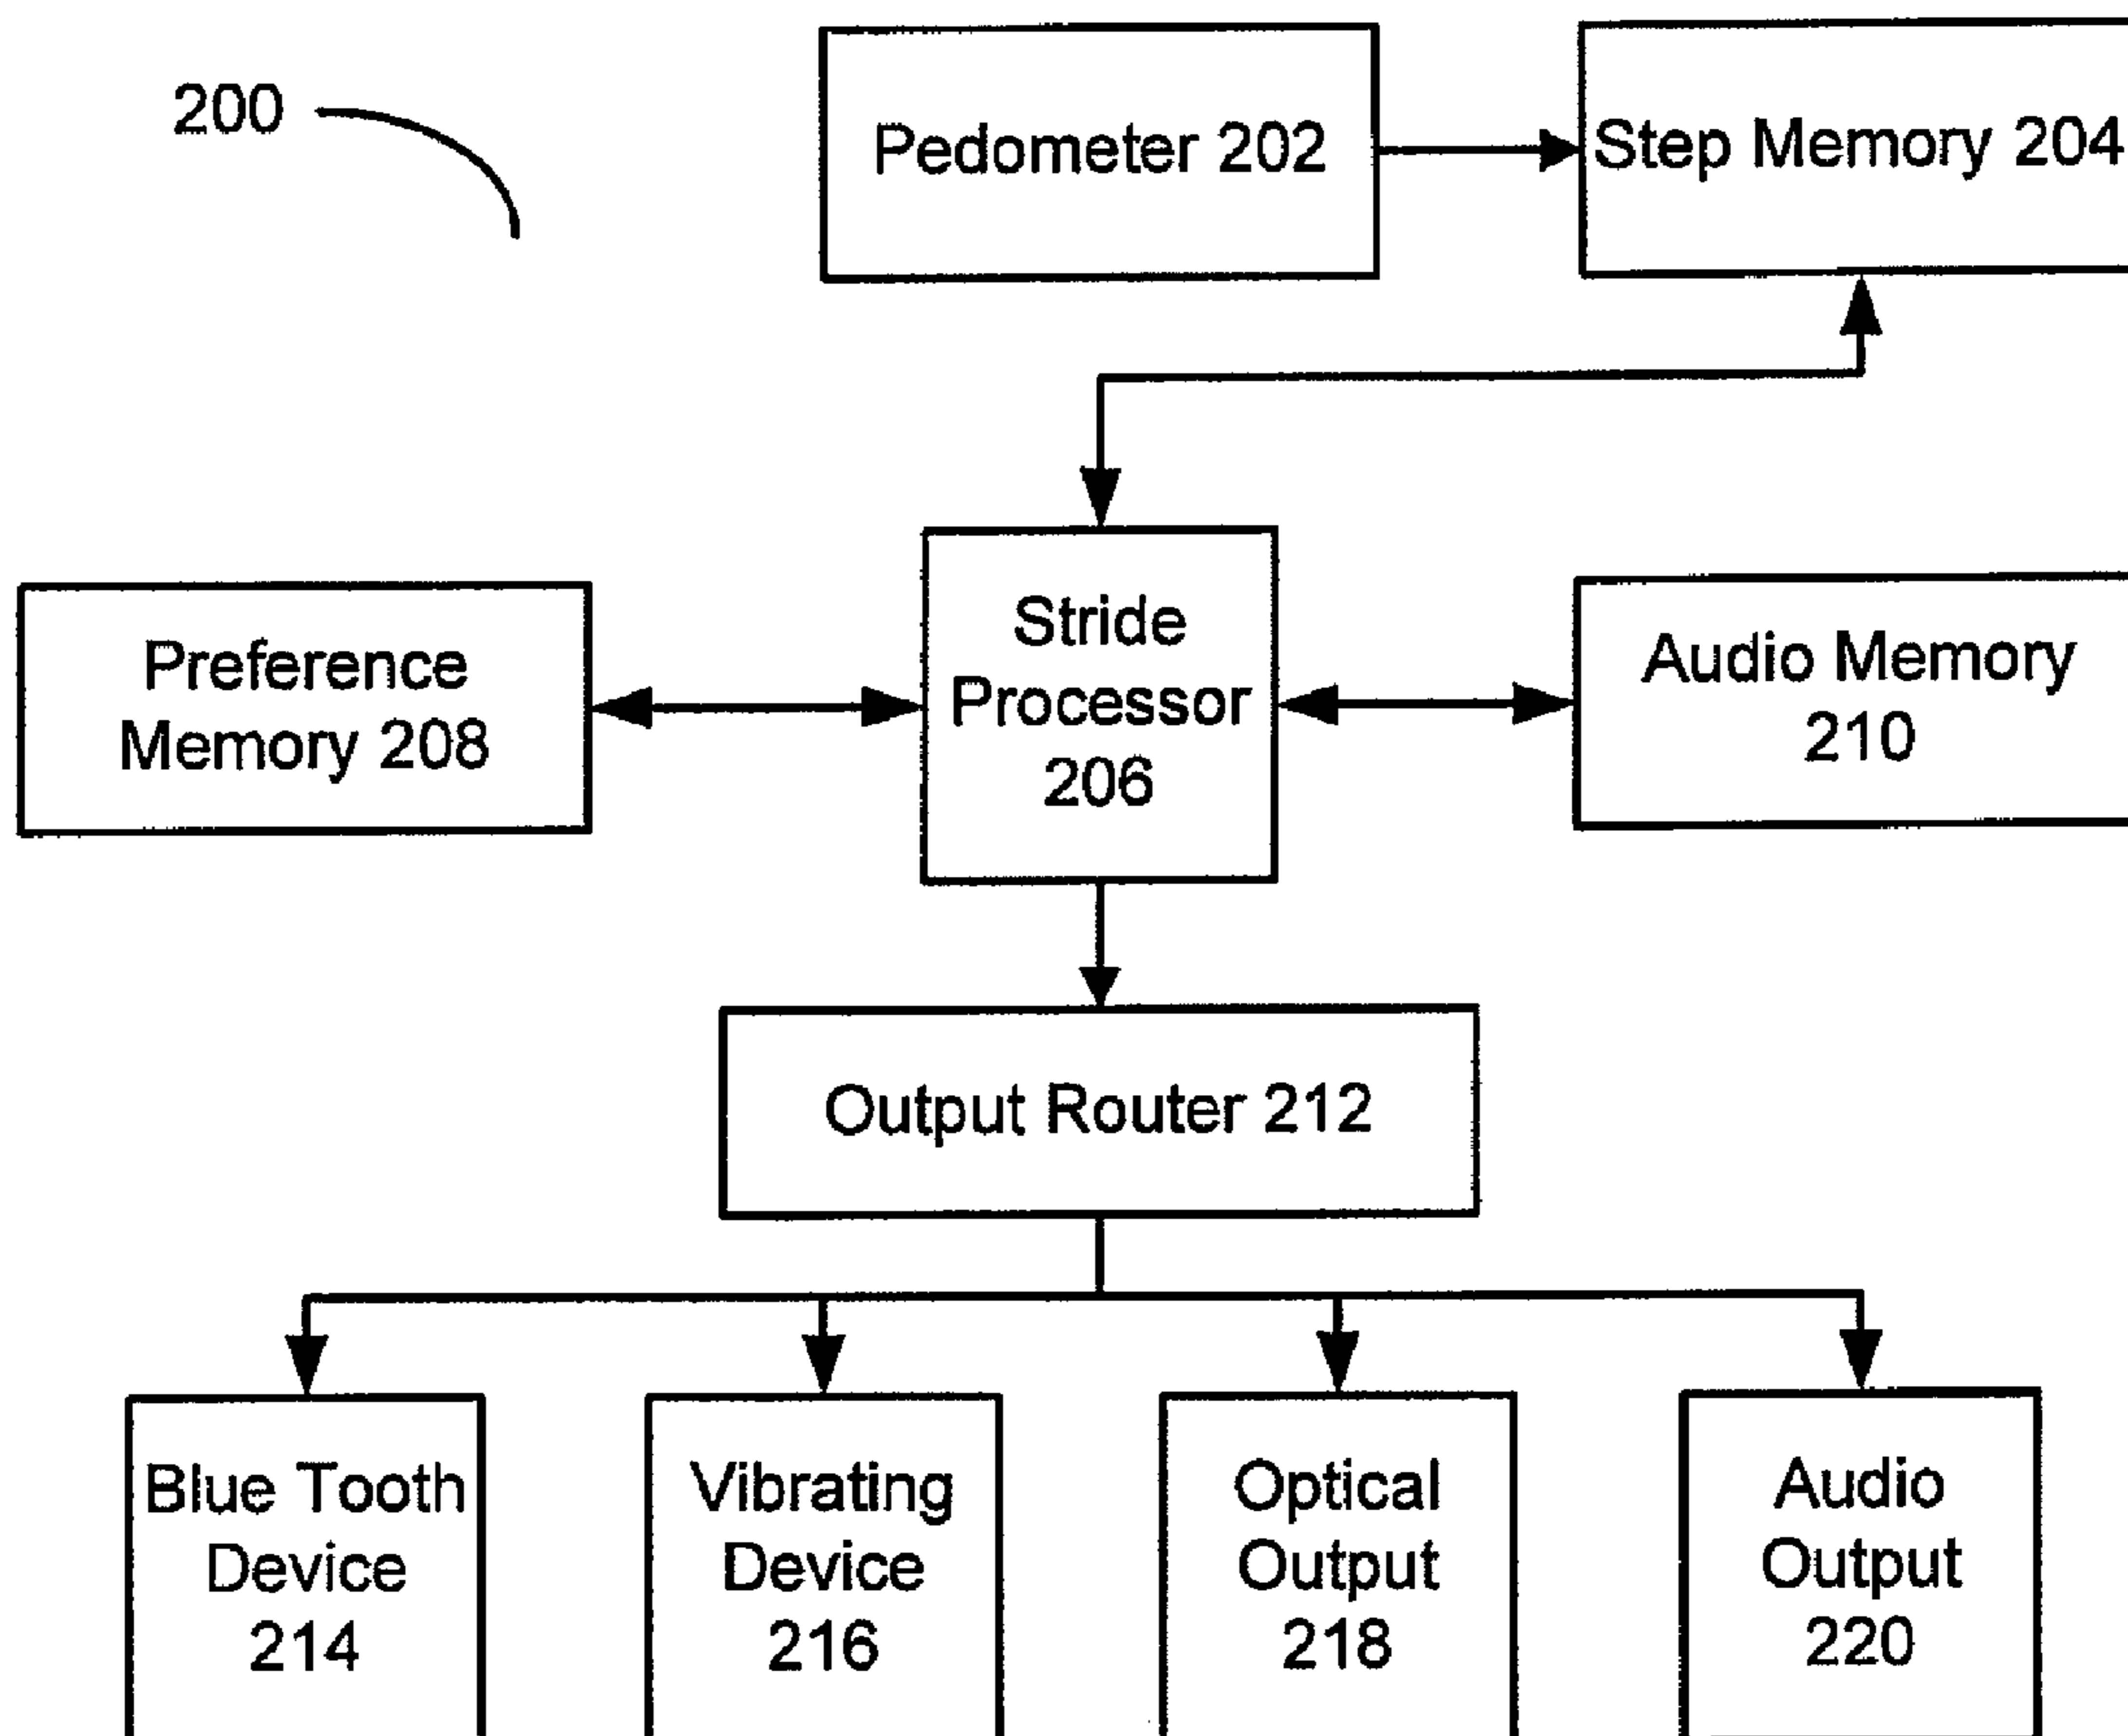 200
Pedometer 202
Step Memory 204
Preference
Memory 208
Stride
Processor
206
Audio Memory
210
Output Router 212
Blue Tooth
Device
214
Vibrating
Device
216
Optical
Output
218
Audio
Output
220